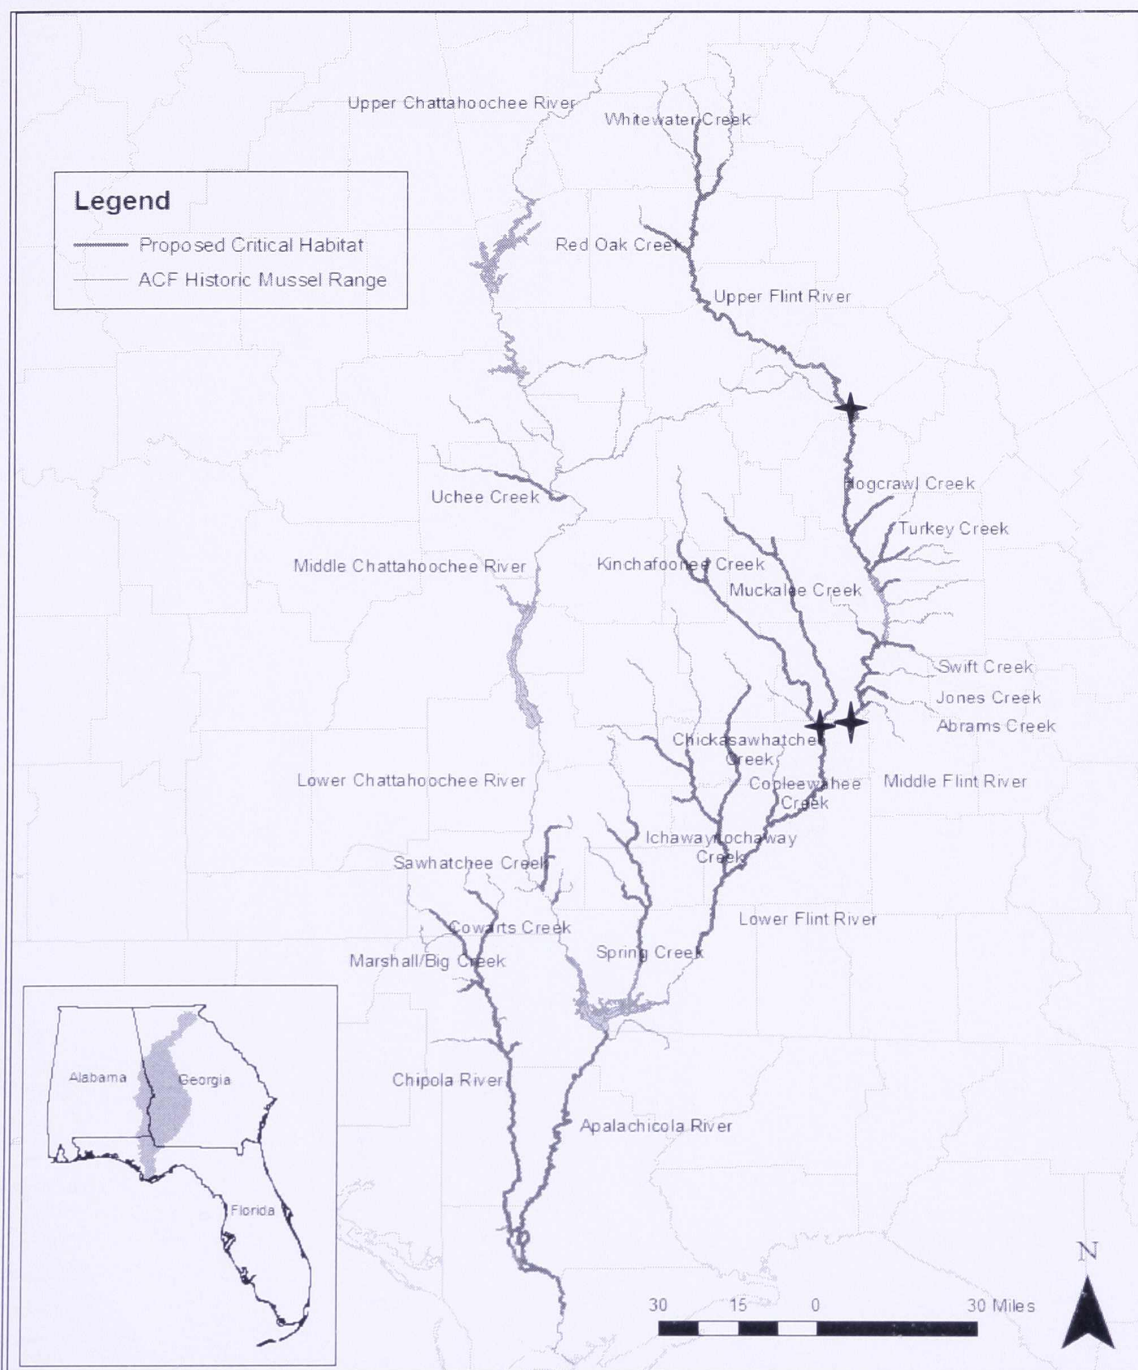 Upper Chattahoochee River
Whitewater Creek
Legend
Proposed Critical Habitat
ACF Historic Mussel Range
Red Oak Creek
Upper Flint River
Hogcrawl Creek
Uchee Creek
Turkey Creek
Middle Chattahoochee River
Kinchafoonee Creek
Muckalee Creek
Swift Creek
Jones Creek
Abrams Creek
Chickasawhatchee
Creek
Lower Chattahoochee River
Cooleewahee
Creek
Middle Flint River
Ichawaynochaway
Creek
Sawhatchee Creek
Lower Flint River
Cowarts Creek
Spring Creek
Marshall/Big Creek
Chipola River
Apalachicola River
Alabama
Georgia
Florida
N
30 15 0 30 Miles